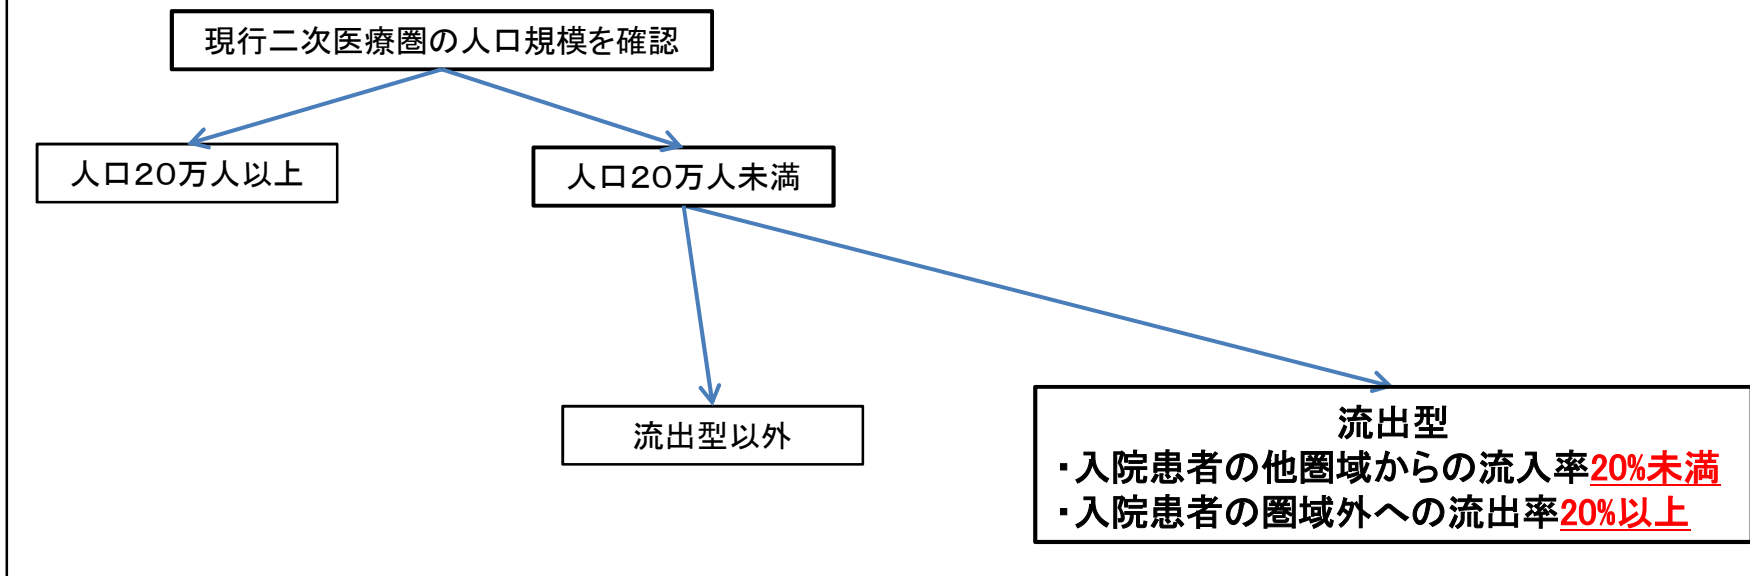 現行二次医療圏の人口規模を確認
人口２０万人以上
人口２０万人未満
流出型以外
流出型
・入院患者の他圏域からの流入率20%未満
・入院患者の圏域外への流出率20%以上